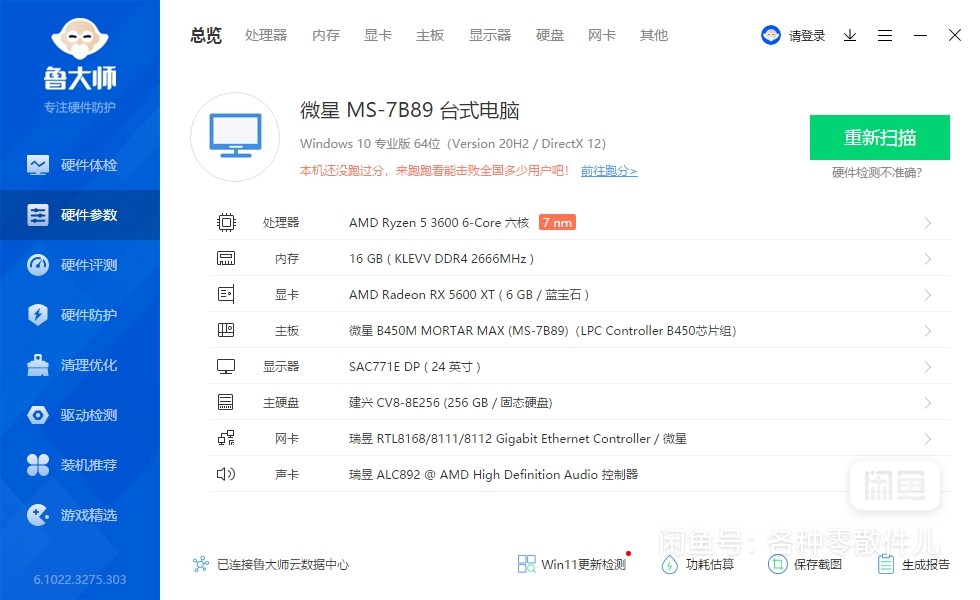 总览 处理器 内存 显卡 主板 显示器 硬盘 网卡 其他 请登录
鲁大师
专注硬件防护
硬件体检
硬件参数
硬件评测
硬件防护
清理优化
驱动检测
装机推荐
游戏精选
6.1022.3275.303
微星 MS-7B89 台式电脑
Windows 10 专业版 64位（Version 20H2 / DirectX 12）
本机还没跑过分，来跑跑看能击败全国多少用户吧！ 前往跑分>
重新扫描
硬件检测不准确?
处理器 AMD Ryzen 5 3600 6-Core 六核 7 nm
内存 16 GB ( KLEVV DDR4 2666MHz )
显卡 AMD Radeon RX 5600 XT ( 6 GB / 蓝宝石 )
主板 微星 B450M MORTAR MAX (MS-7B89)（LPC Controller B450芯片组）
显示器 SAC771E DP ( 24 英寸 )
主硬盘 建兴 CV8-8E256 (256 GB / 固态硬盘)
网卡 瑞昱 RTL8168/8111/8112 Gigabit Ethernet Controller / 微星
声卡 瑞昱 ALC892 @ AMD High Definition Audio 控制器
闲鱼
闲鱼号：各种零散件儿
已连接鲁大师云数据中心 Win11更新检测 功耗估算 保存截图 生成报告